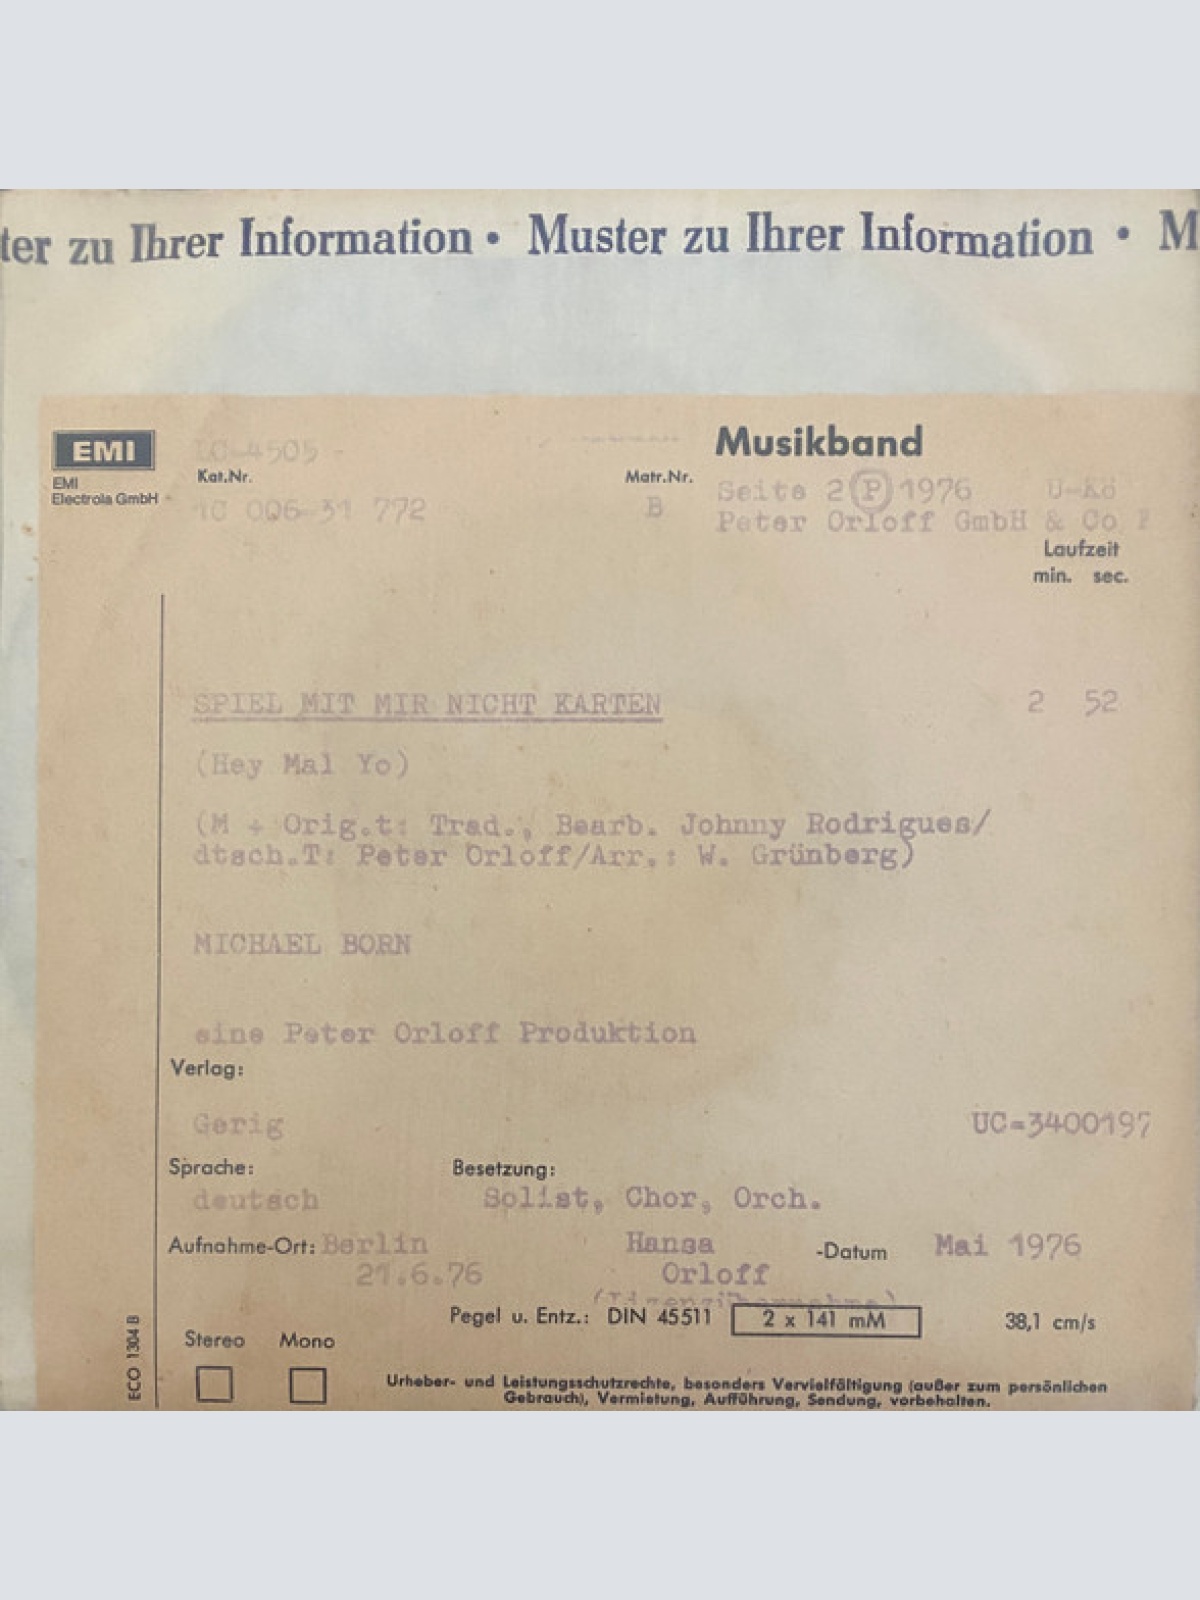 ter zu Ihrer Information • Muster zu Ihrer Information • M
EMI
EMI
Electrola GmbH
LC-4505 -
Kat.Nr.
1C 006-31 772
Matr.Nr.
B
Musikband
Seite 2 Ⓟ 1976 U-Kö
Peter Orloff GmbH & Co
Laufzeit
min. sec.
SPIEL MIT MIR NICHT KARTEN 2 52
(Hey Mal Yo)
(M + Orig.t: Trad., Bearb. Johnny Rodrigues/
dtsch.T: Peter Orloff/Arr.: W. Grünberg)
MICHAEL BORN
eine Peter Orloff Produktion
Verlag:
Gerig UC-3400197
Sprache: Besetzung:
deutsch Solist, Chor, Orch.
Aufnahme-Ort: Berlin Hansa -Datum Mai 1976
21.6.76 Orloff
(Lizenzübernahme)
Pegel u. Entz.: DIN 45511 2 x 141 mM 38,1 cm/s
Stereo Mono
ECO 1304 B
Urheber- und Leistungsschutzrechte, besonders Vervielfältigung (außer zum persönlichen
Gebrauch), Vermietung, Aufführung, Sendung, vorbehalten.